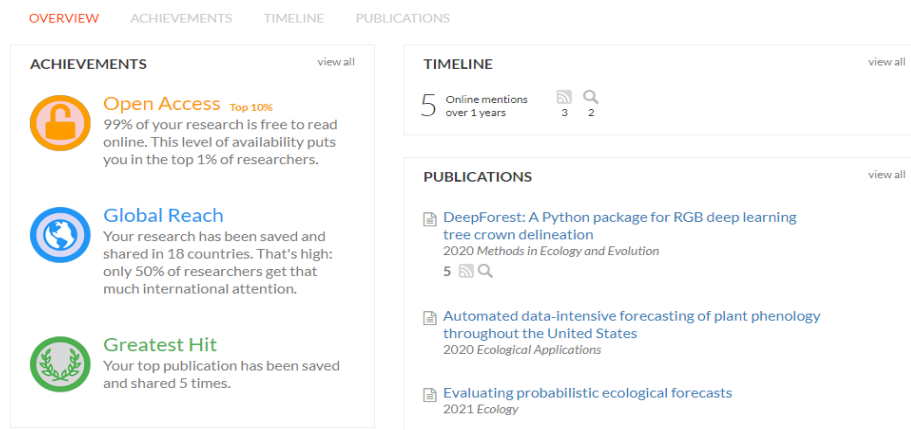 OVERVIEW ACHIEVEMENTS TIMELINE PUBLICATIONS
ACHIEVEMENTS view all
Open Access Top 10%
99% of your research is free to read
online. This level of availability puts
you in the top 1% of researchers.
Global Reach
Your research has been saved and
shared in 18 countries. That's high:
only 50% of researchers get that
much international attention.
Greatest Hit
Your top publication has been saved
and shared 5 times.
TIMELINE view all
5 Online mentions
over 1 years
3 2
PUBLICATIONS view all
DeepForest: A Python package for RGB deep learning
tree crown delineation
2020 Methods in Ecology and Evolution
5
Automated data-intensive forecasting of plant phenology
throughout the United States
2020 Ecological Applications
Evaluating probabilistic ecological forecasts
2021 Ecology